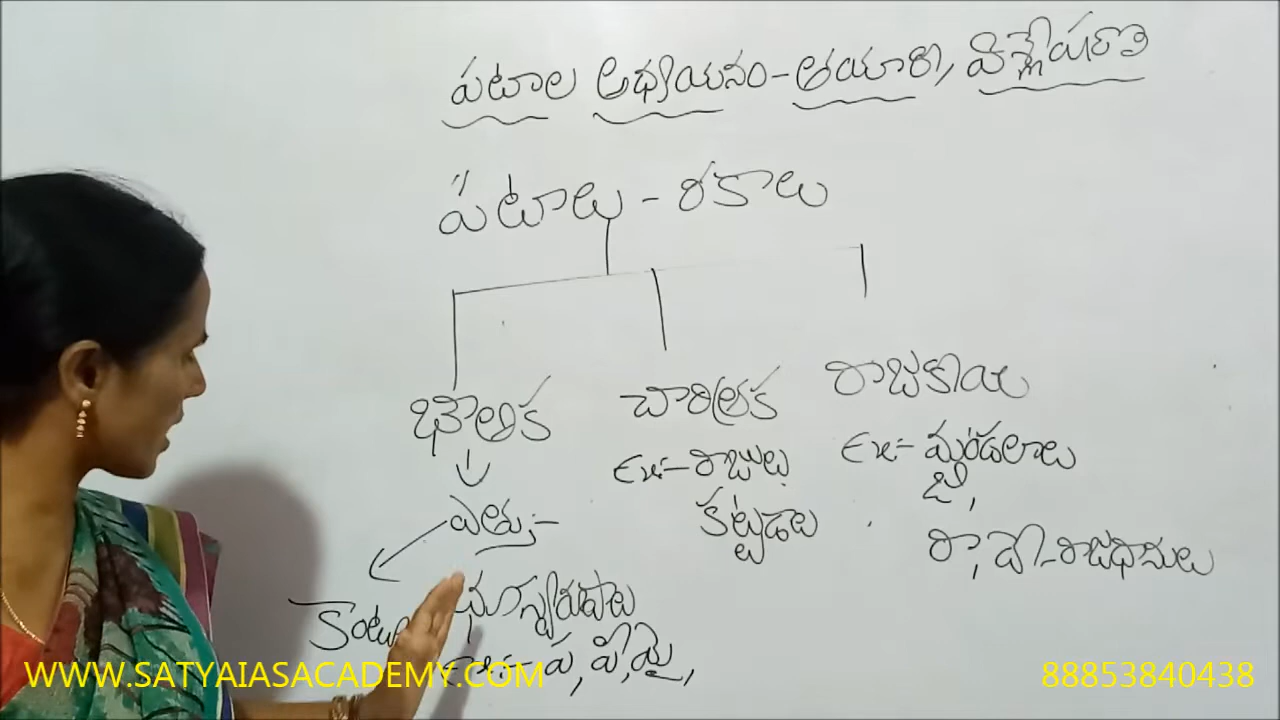 పటాల అధ్యయనం - తయారి, విశ్లేషణ
పటాలు - రకాలు
భౌతిక చారిత్రక రాజకీయ
Ex:- రాజులు Ex:- మండలాలు
ఎత్తు:- కట్టడాలు జి,
రా, దే - రాజధానులు
భూస్వరూపాలు
ప, పీ, మై,
WWW.SATYAIASACADEMY.COM
88853840438